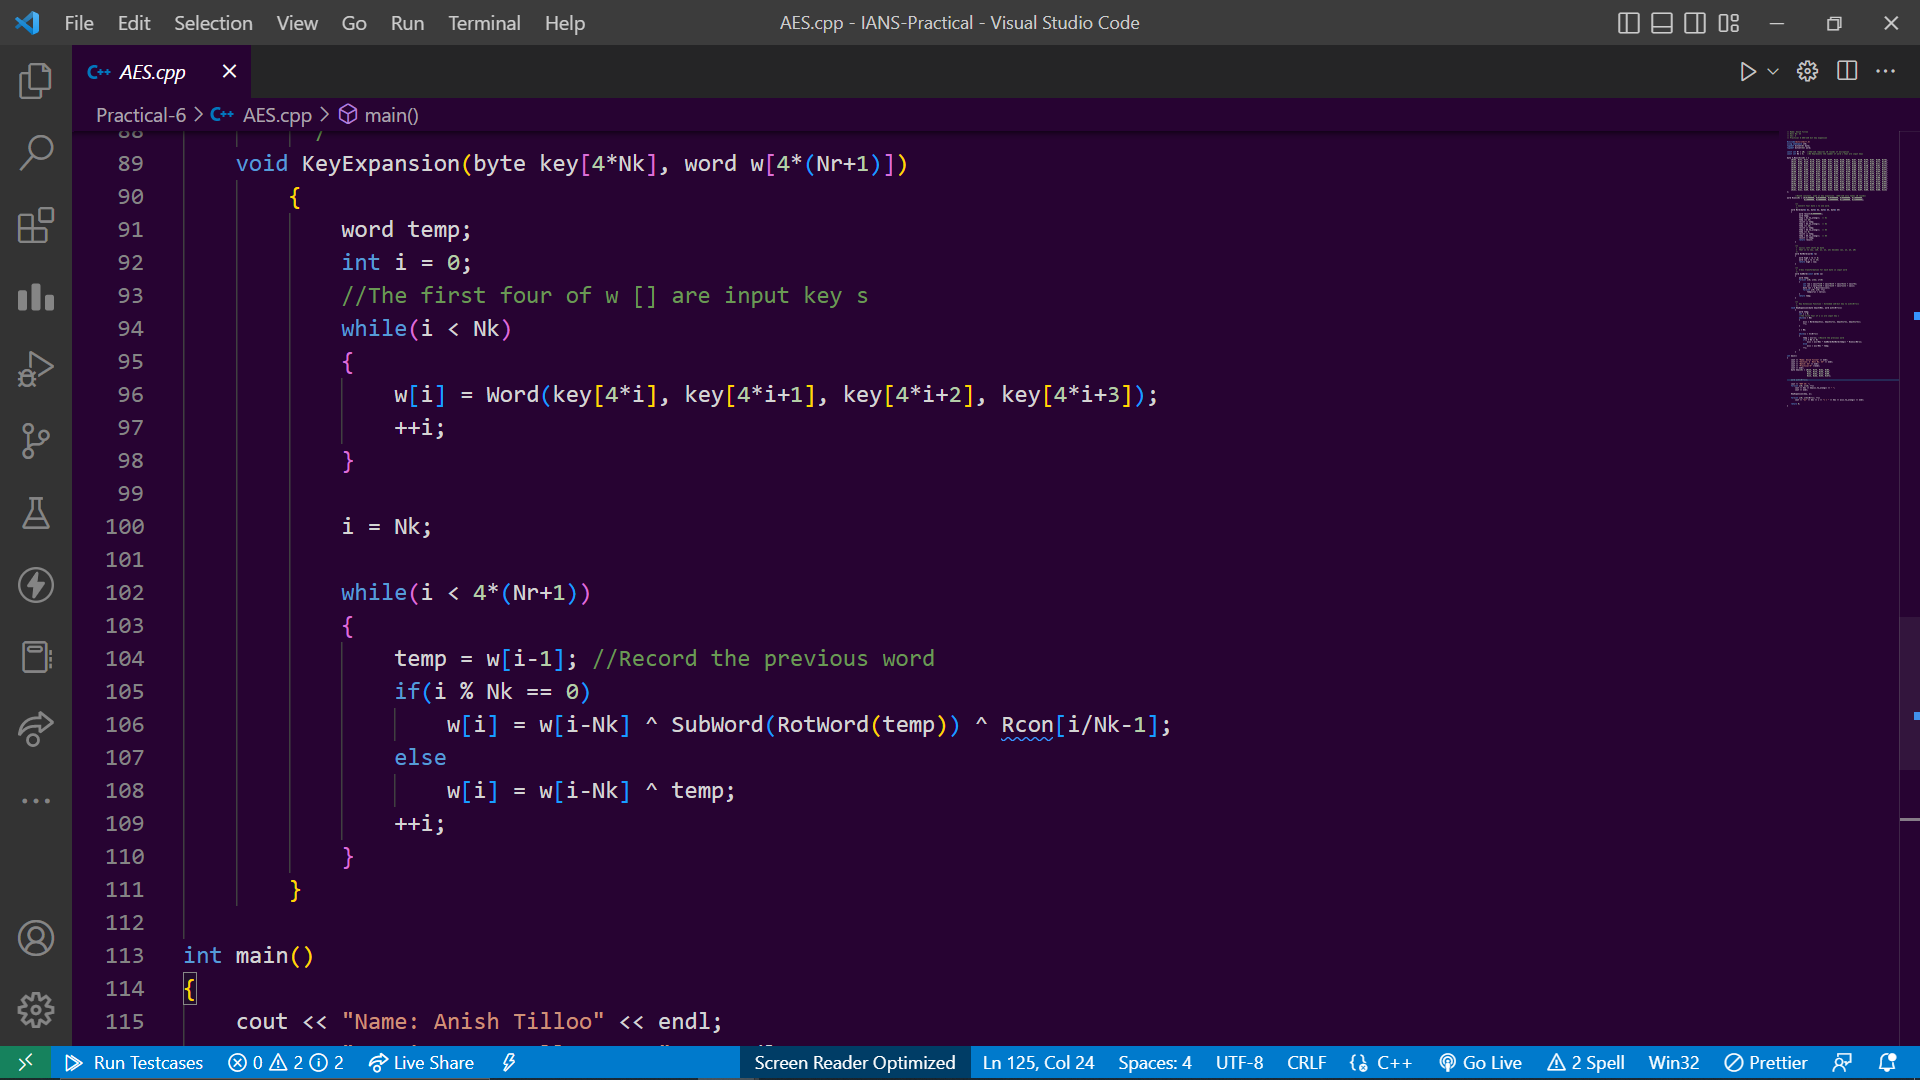 File Edit Selection View Go Run Terminal Help AES.cpp - IANS-Practical - Visual Studio Code
C++ AES.cpp
Practical-6 > C++ AES.cpp > main()
88 /
89 void KeyExpansion(byte key[4*Nk], word w[4*(Nr+1)])
90 {
91 word temp;
92 int i = 0;
93 //The first four of w [] are input key s
94 while(i < Nk)
95 {
96 w[i] = Word(key[4*i], key[4*i+1], key[4*i+2], key[4*i+3]);
97 ++i;
98 }
99
100 i = Nk;
101
102 while(i < 4*(Nr+1))
103 {
104 temp = w[i-1]; //Record the previous word
105 if(i % Nk == 0)
106 w[i] = w[i-Nk] ^ SubWord(RotWord(temp)) ^ Rcon[i/Nk-1];
107 else
108 w[i] = w[i-Nk] ^ temp;
109 ++i;
110 }
111 }
112
113 int main()
114 {
115 cout << "Name: Anish Tilloo" << endl;
Run Testcases 0 2 2 Live Share Screen Reader Optimized Ln 125, Col 24 Spaces: 4 UTF-8 CRLF C++ Go Live 2 Spell Win32 Prettier